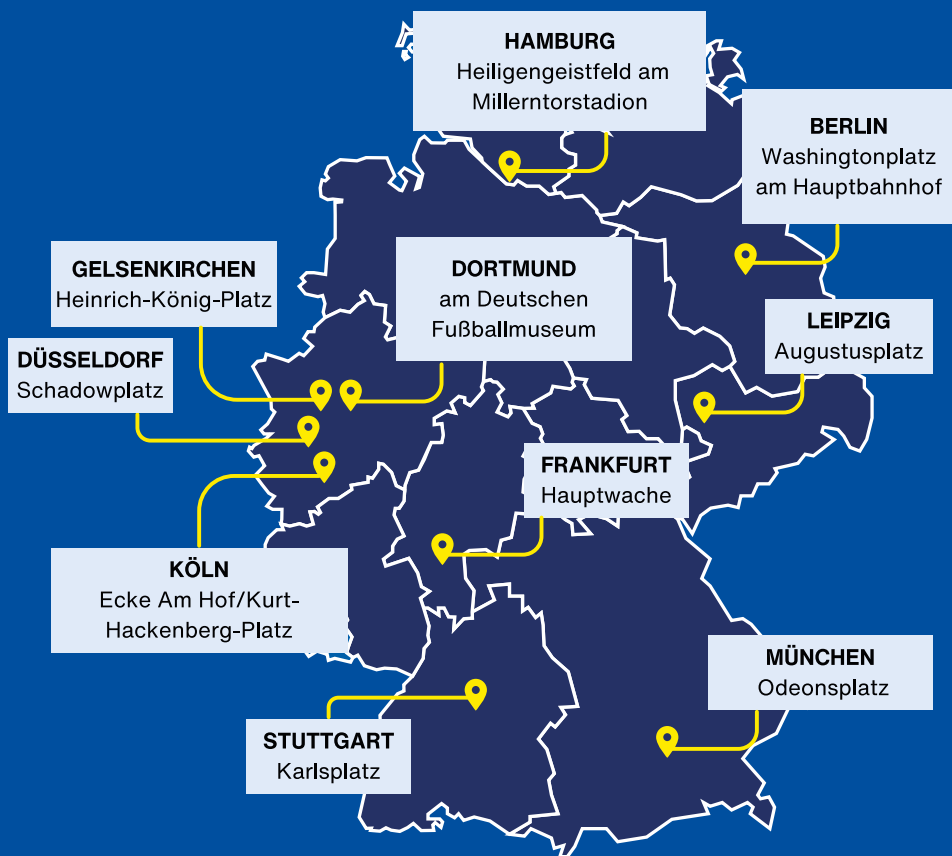 HAMBURG
Heiligengeistfeld am
Millerntorstadion
BERLIN
Washingtonplatz
am Hauptbahnhof
GELSENKIRCHEN
Heinrich-König-Platz
DORTMUND
am Deutschen
Fußballmuseum
LEIPZIG
Augustusplatz
DÜSSELDORF
Schadowplatz
FRANKFURT
Hauptwache
KÖLN
Ecke Am Hof/Kurt-
Hackenberg-Platz
MÜNCHEN
Odeonsplatz
STUTTGART
Karlsplatz